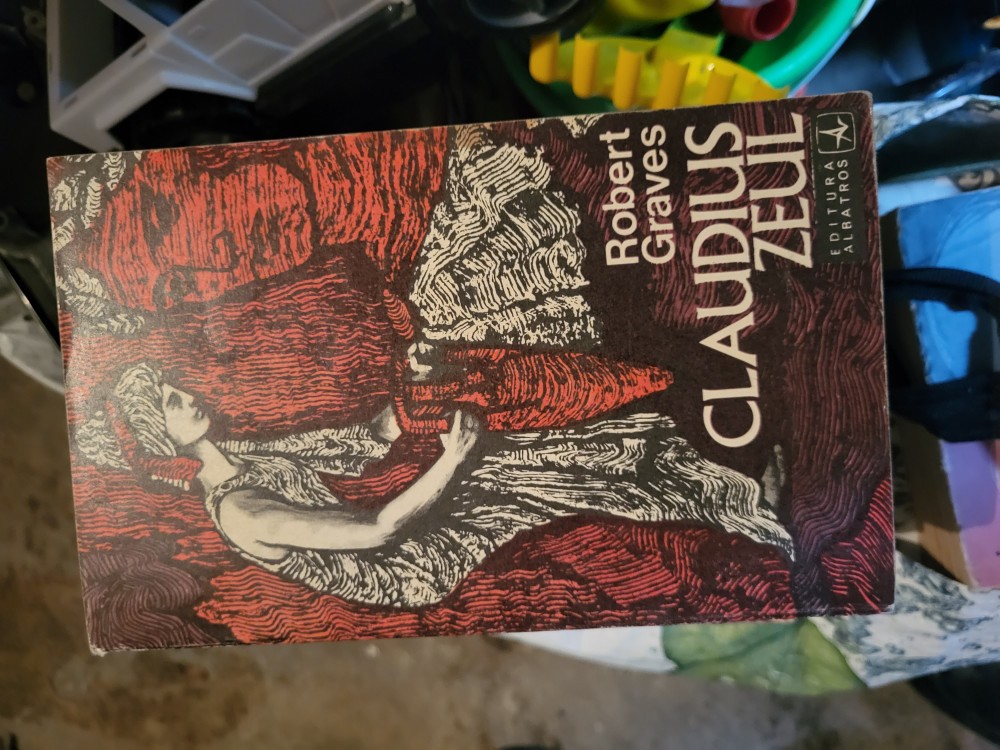 Robert
Graves
CLAUDIUS
ZEUL
EDITURA
ALBATROS